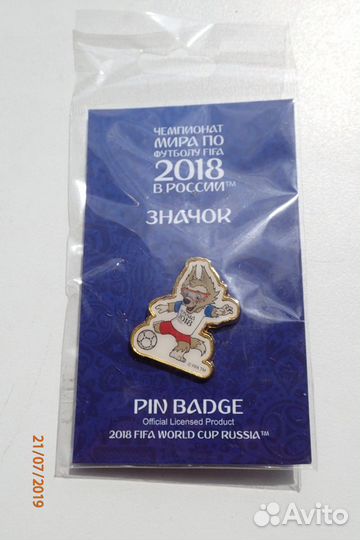 ЧЕМПИОНАТ
МИРА ПО
ФУТБОЛУ FIFA
2018
В РОССИИ™
ЗНАЧОК
2018
PIN BADGE
Official Licensed Product
2018 FIFA WORLD CUP RUSSIA™
21/07/2019
Avito